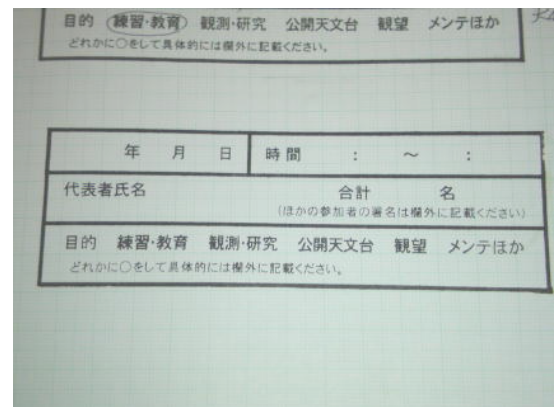 目的 練習・教育 観測・研究 公開天文台 観望 メンテほか
どれかに○をして具体的には欄外に記載ください。
年 月 日 時間 : ～ :
代表者氏名 合計 名
(ほかの参加者の署名は欄外に記載ください)
目的 練習・教育 観測・研究 公開天文台 観望 メンテほか
どれかに○をして具体的には欄外に記載ください。